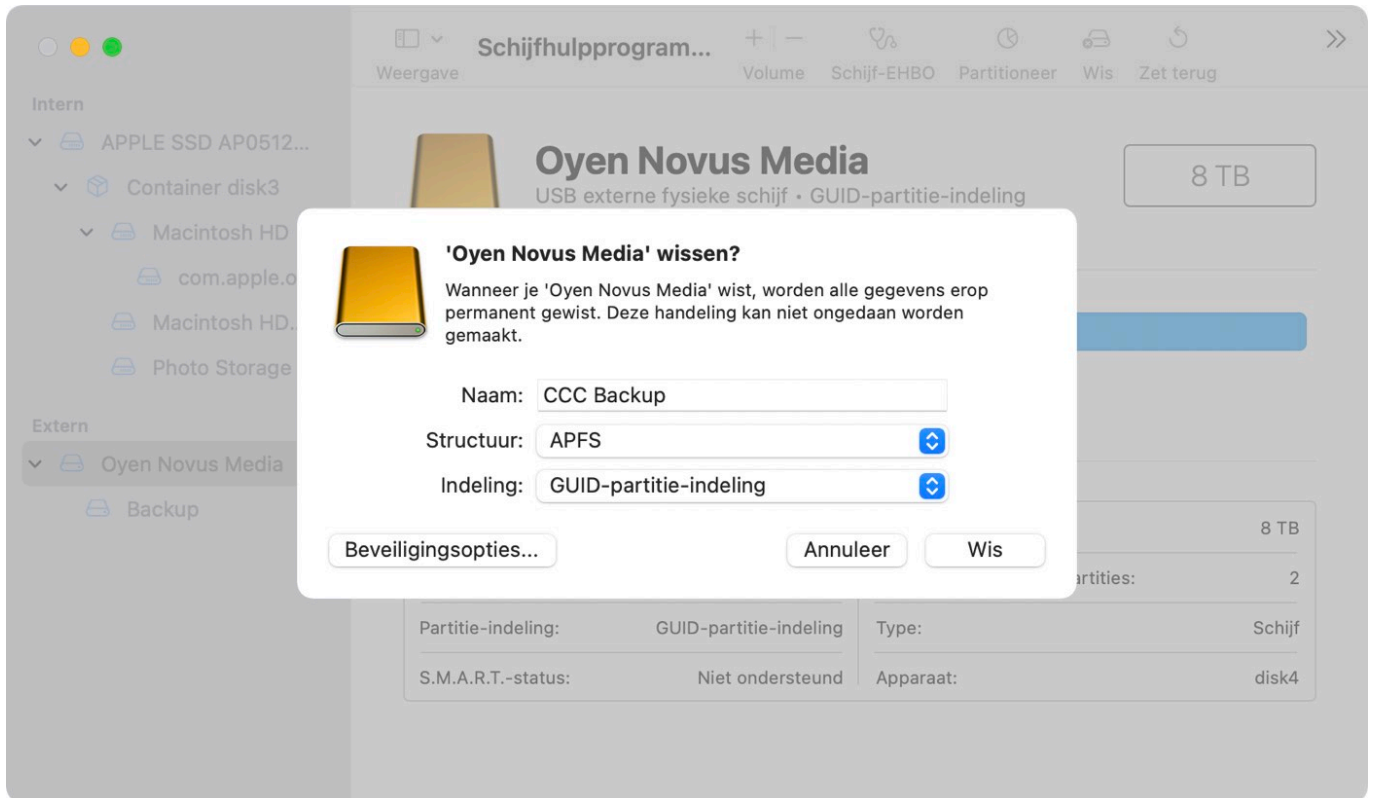 Weergave
Schijfhulpprogram...
Volume
Schijf-EHBO
Partitioneer
Wis
Zet terug
Intern
APPLE SSD AP0512...
Container disk3
Macintosh HD
com.apple.o
Macintosh HD.
Photo Storage
Extern
Oyen Novus Media
Backup
Oyen Novus Media
USB externe fysieke schijf • GUID-partitie-indeling
8 TB
'Oyen Novus Media' wissen?
Wanneer je 'Oyen Novus Media' wist, worden alle gegevens erop
permanent gewist. Deze handeling kan niet ongedaan worden
gemaakt.
Naam: CCC Backup
Structuur: APFS
Indeling: GUID-partitie-indeling
Beveiligingsopties...
Annuleer
Wis
8 TB
artities: 2
Partitie-indeling: GUID-partitie-indeling
Type: Schijf
S.M.A.R.T.-status: Niet ondersteund
Apparaat: disk4